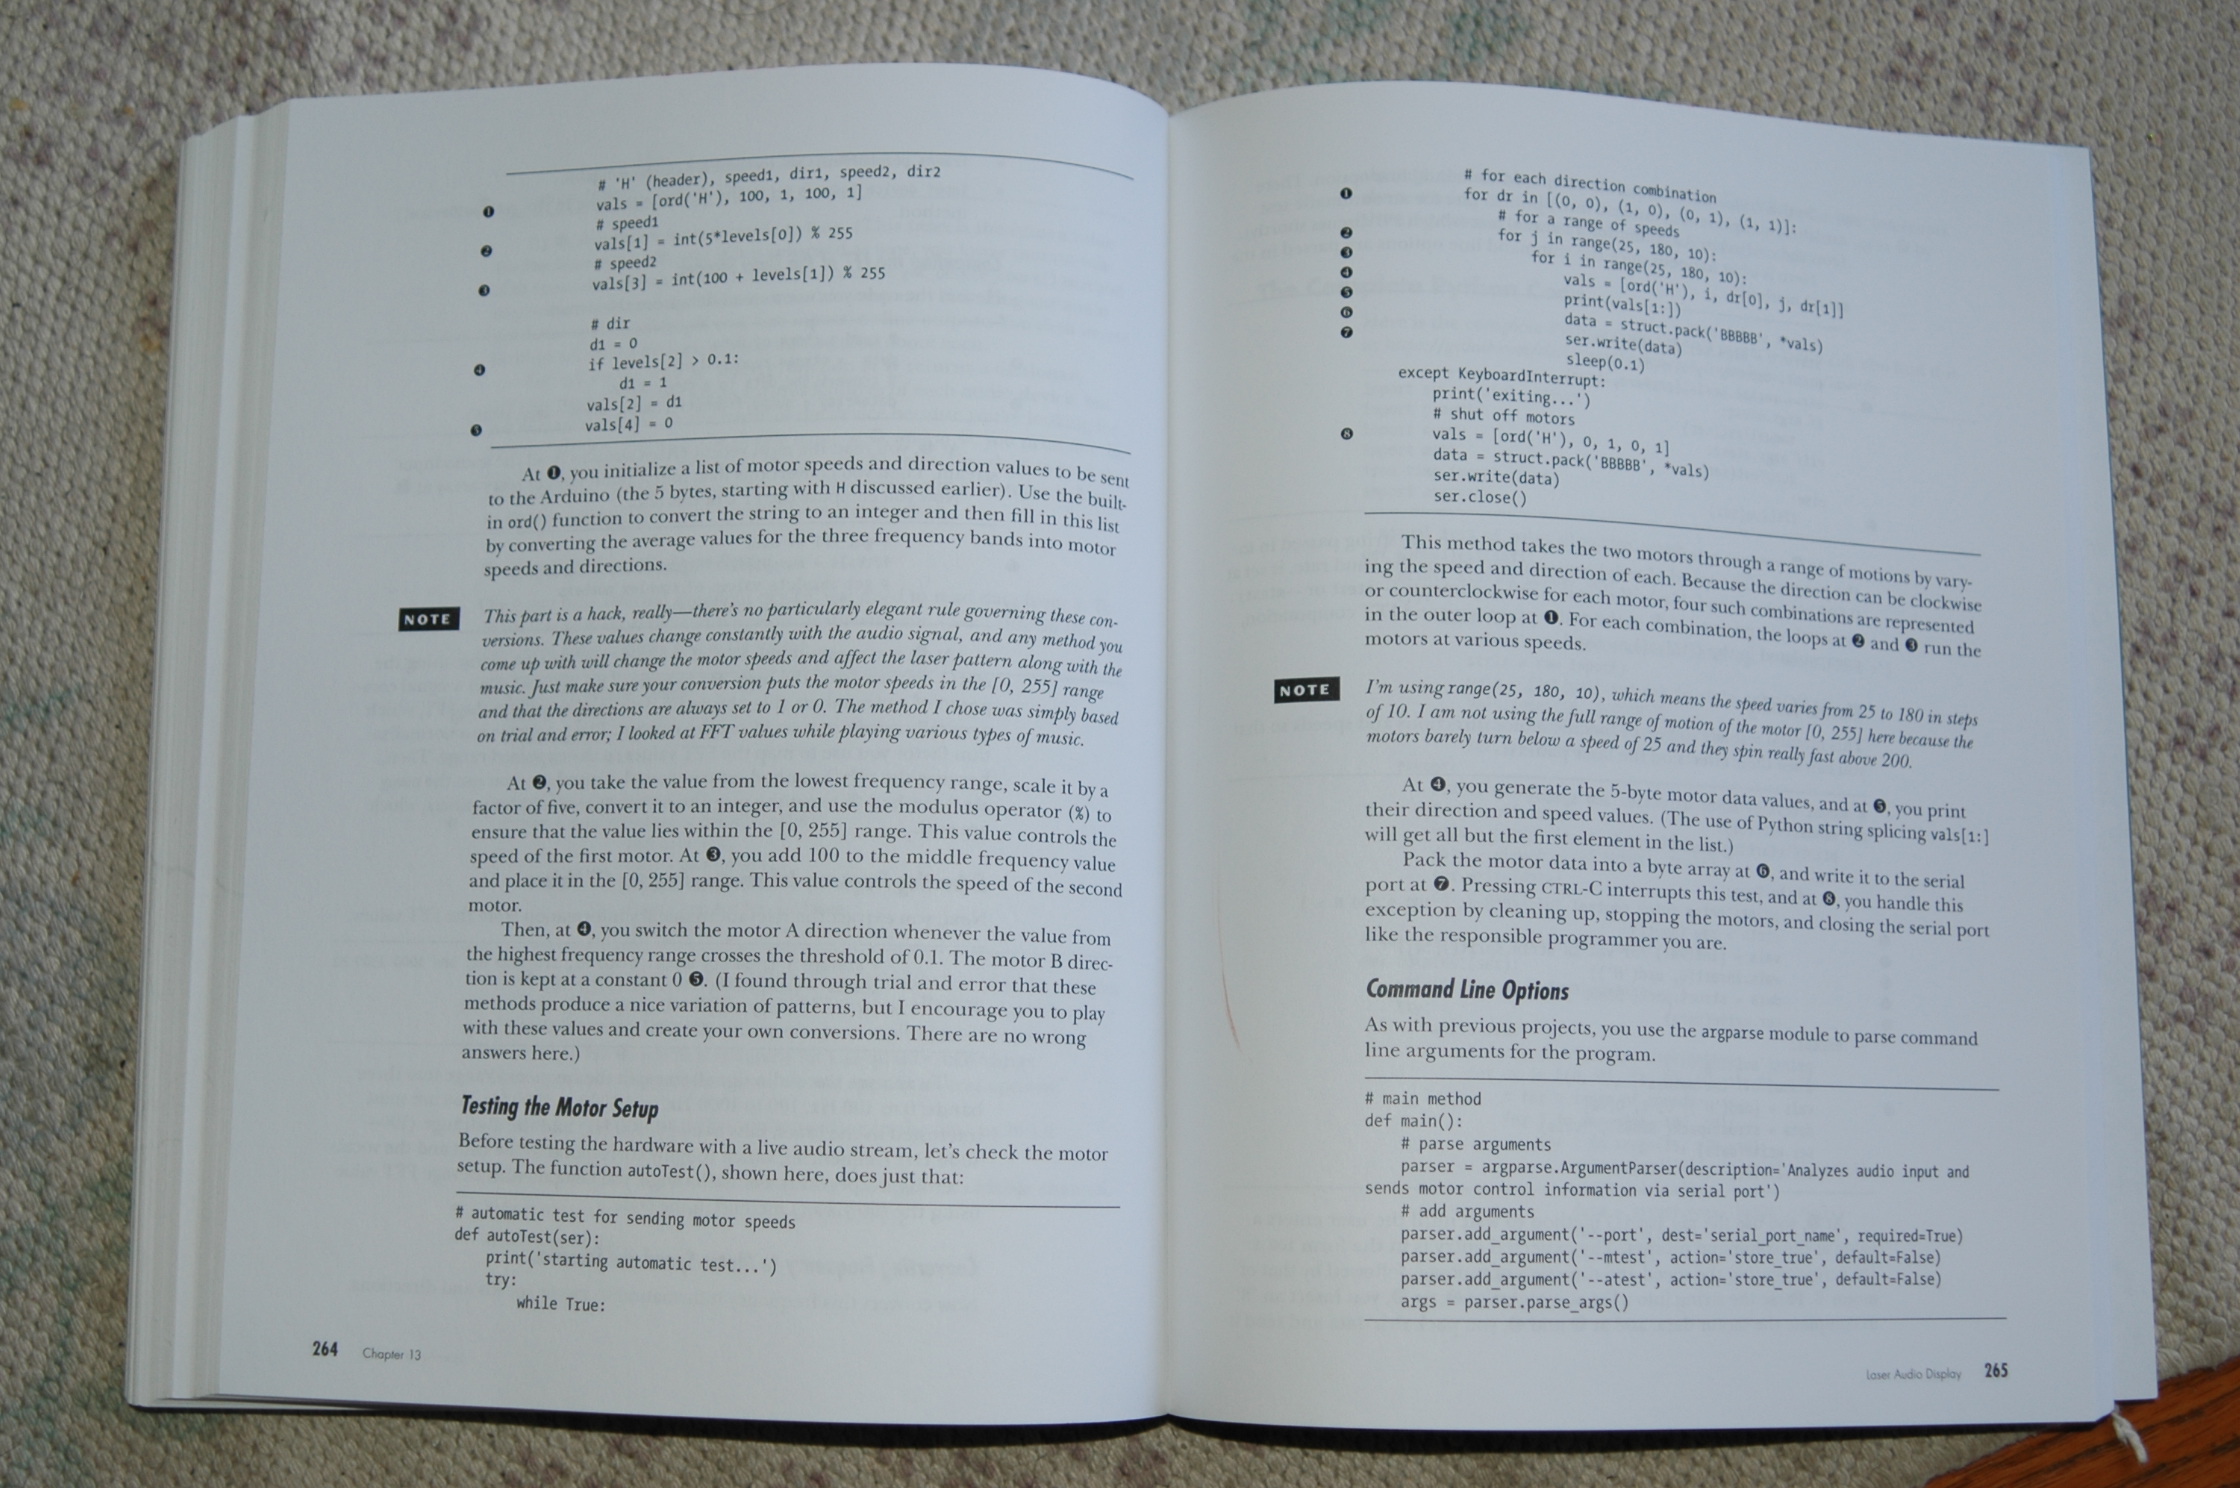 # 'H' (header), speed1, dir1, speed2, dir2
❶ vals = [ord('H'), 100, 1, 100, 1]
# speed1
❷ vals[1] = int(5*levels[0]) % 255
# speed2
❸ vals[3] = int(100 + levels[1]) % 255
# dir
d1 = 0
❹ if levels[2] > 0.1:
d1 = 1
vals[2] = d1
❺ vals[4] = 0
At ❶, you initialize a list of motor speeds and direction values to be sent
to the Arduino (the 5 bytes, starting with H discussed earlier). Use the built-
in ord() function to convert the string to an integer and then fill in this list
by converting the average values for the three frequency bands into motor
speeds and directions.
NOTE This part is a hack, really—there's no particularly elegant rule governing these con-
versions. These values change constantly with the audio signal, and any method you
come up with will change the motor speeds and affect the laser pattern along with the
music. Just make sure your conversion puts the motor speeds in the [0, 255] range
and that the directions are always set to 1 or 0. The method I chose was simply based
on trial and error; I looked at FFT values while playing various types of music.
At ❷, you take the value from the lowest frequency range, scale it by a
factor of five, convert it to an integer, and use the modulus operator (%) to
ensure that the value lies within the [0, 255] range. This value controls the
speed of the first motor. At ❸, you add 100 to the middle frequency value
and place it in the [0, 255] range. This value controls the speed of the second
motor.
Then, at ❹, you switch the motor A direction whenever the value from
the highest frequency range crosses the threshold of 0.1. The motor B direc-
tion is kept at a constant 0 ❺. (I found through trial and error that these
methods produce a nice variation of patterns, but I encourage you to play
with these values and create your own conversions. There are no wrong
answers here.)
Testing the Motor Setup
Before testing the hardware with a live audio stream, let's check the motor
setup. The function autoTest(), shown here, does just that:
# automatic test for sending motor speeds
def autoTest(ser):
print('starting automatic test...')
try:
while True:
264 Chapter 13
# for each direction combination
❶ for dr in [(0, 0), (1, 0), (0, 1), (1, 1)]:
# for a range of speeds
❷ for j in range(25, 180, 10):
❸ for i in range(25, 180, 10):
❹ vals = [ord('H'), i, dr[0], j, dr[1]]
❺ print(vals[1:])
❻ data = struct.pack('BBBBB', *vals)
❼ ser.write(data)
sleep(0.1)
except KeyboardInterrupt:
print('exiting...')
# shut off motors
❽ vals = [ord('H'), 0, 1, 0, 1]
data = struct.pack('BBBBB', *vals)
ser.write(data)
ser.close()
This method takes the two motors through a range of motions by vary-
ing the speed and direction of each. Because the direction can be clockwise
or counterclockwise for each motor, four such combinations are represented
in the outer loop at ❶. For each combination, the loops at ❷ and ❸ run the
motors at various speeds.
NOTE I'm using range(25, 180, 10), which means the speed varies from 25 to 180 in steps
of 10. I am not using the full range of motion of the motor [0, 255] here because the
motors barely turn below a speed of 25 and they spin really fast above 200.
At ❹, you generate the 5-byte motor data values, and at ❺, you print
their direction and speed values. (The use of Python string splicing vals[1:]
will get all but the first element in the list.)
Pack the motor data into a byte array at ❻, and write it to the serial
port at ❼. Pressing CTRL-C interrupts this test, and at ❽, you handle this
exception by cleaning up, stopping the motors, and closing the serial port
like the responsible programmer you are.
Command Line Options
As with previous projects, you use the argparse module to parse command
line arguments for the program.
# main method
def main():
# parse arguments
parser = argparse.ArgumentParser(description='Analyzes audio input and
sends motor control information via serial port')
# add arguments
parser.add_argument('--port', dest='serial_port_name', required=True)
parser.add_argument('--mtest', action='store_true', default=False)
parser.add_argument('--atest', action='store_true', default=False)
args = parser.parse_args()
Laser Audio Display 265